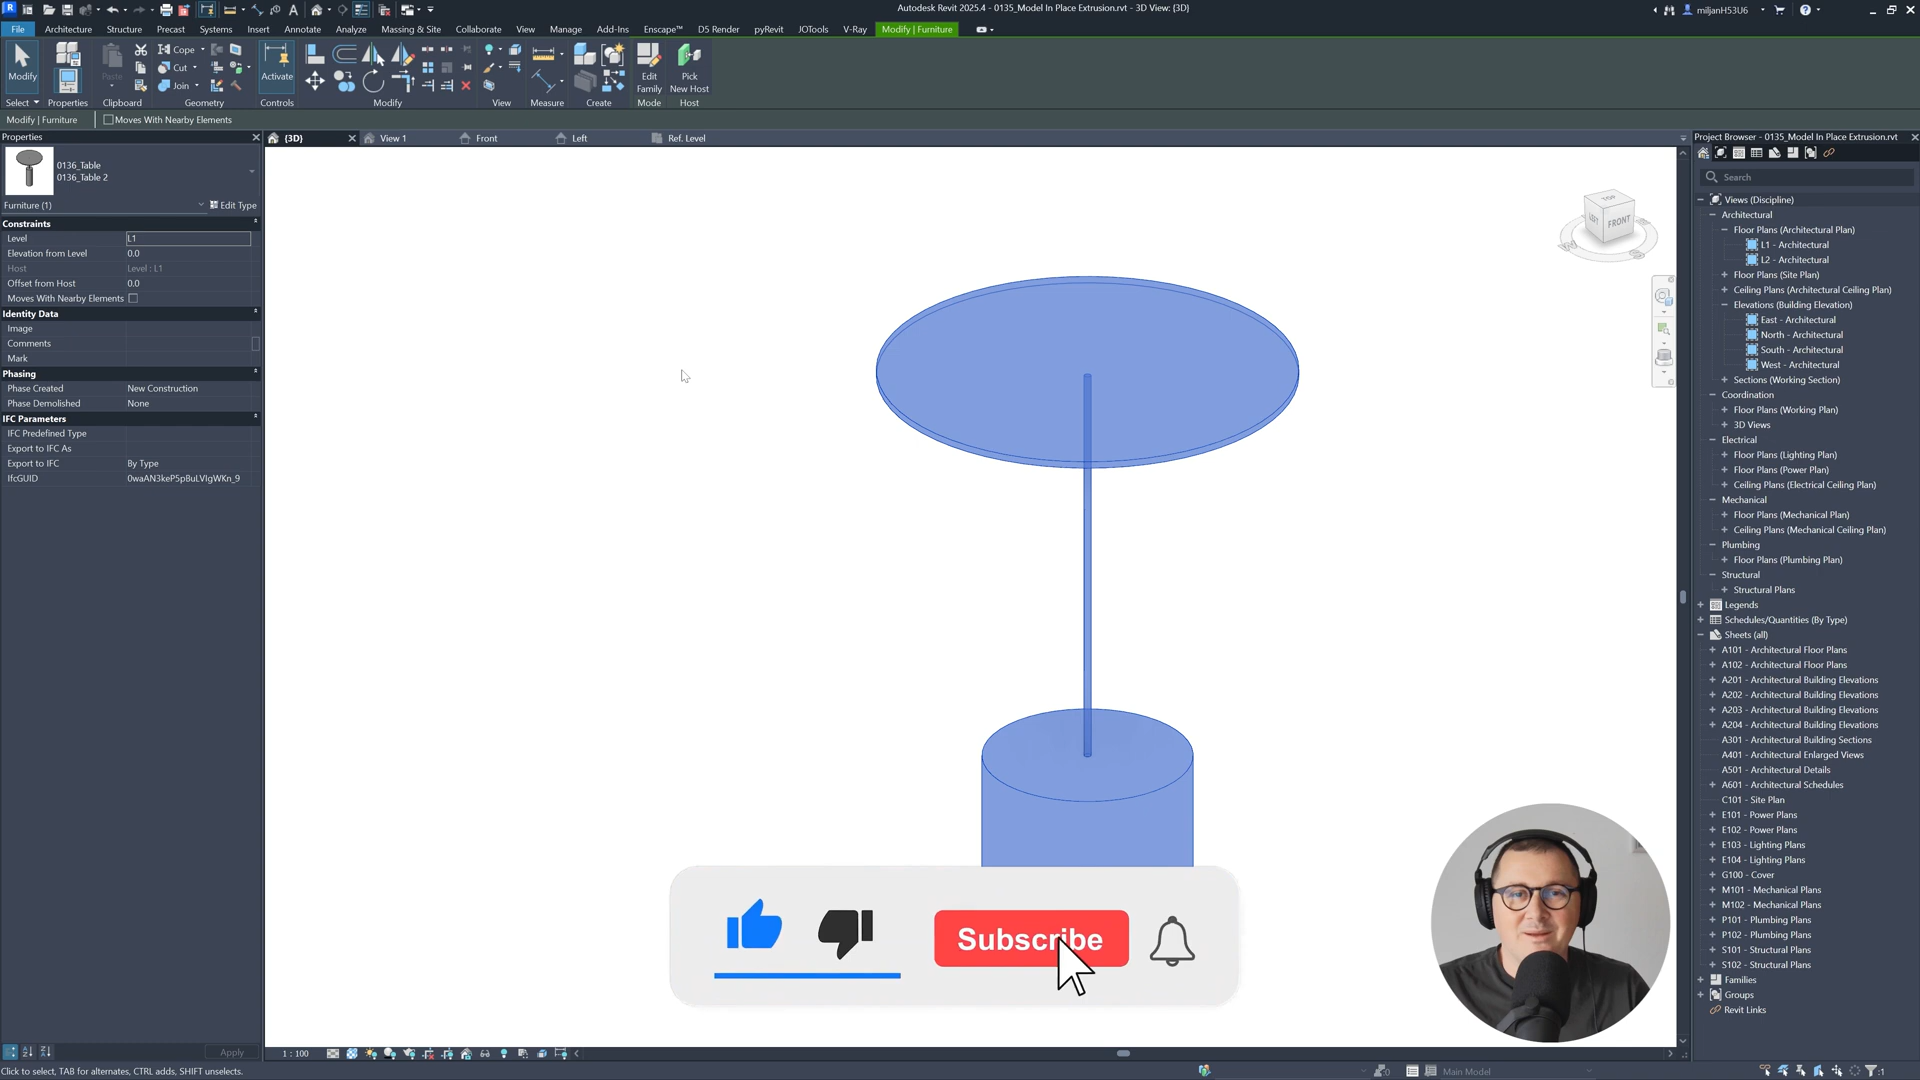 Autodesk Revit 2025.4 - 0135_Model In Place Extrusion.rvt - 3D View: {3D}
miljanH53U6
File Architecture Structure Precast Systems Insert Annotate Analyze Massing & Site Collaborate View Manage Add-Ins Enscape™ D5 Render pyRevit JOTools V-Ray Modify | Furniture
Modify
Paste
Cope
Cut
Join
Activate
Edit Family
Pick New Host
Select Properties Clipboard Geometry Controls Modify View Measure Create Mode Host
Modify | Furniture Moves With Nearby Elements
Properties
{3D} View 1 Front Left Ref. Level
Project Browser - 0135_Model In Place Extrusion.rvt
0136_Table
0136_Table 2
Furniture (1) Edit Type
Constraints
Level L1
Elevation from Level 0.0
Host Level : L1
Offset from Host 0.0
Moves With Nearby Elements
Identity Data
Image
Comments
Mark
Phasing
Phase Created New Construction
Phase Demolished None
IFC Parameters
IFC Predefined Type
Export to IFC As
Export to IFC By Type
IfcGUID 0waAN3keP5pBuLVIgWKn_9
Apply
TOP
LEFT
FRONT
W
S
Subscribe
Search
Views (Discipline)
Architectural
Floor Plans (Architectural Plan)
L1 - Architectural
L2 - Architectural
Floor Plans (Site Plan)
Ceiling Plans (Architectural Ceiling Plan)
Elevations (Building Elevation)
East - Architectural
North - Architectural
South - Architectural
West - Architectural
Sections (Working Section)
Coordination
Floor Plans (Working Plan)
3D Views
Electrical
Floor Plans (Lighting Plan)
Floor Plans (Power Plan)
Ceiling Plans (Electrical Ceiling Plan)
Mechanical
Floor Plans (Mechanical Plan)
Ceiling Plans (Mechanical Ceiling Plan)
Plumbing
Floor Plans (Plumbing Plan)
Structural
Structural Plans
Legends
Schedules/Quantities (By Type)
Sheets (all)
A101 - Architectural Floor Plans
A102 - Architectural Floor Plans
A201 - Architectural Building Elevations
A202 - Architectural Building Elevations
A203 - Architectural Building Elevations
A204 - Architectural Building Elevations
A301 - Architectural Building Sections
A401 - Architectural Enlarged Views
A501 - Architectural Details
A601 - Architectural Schedules
C101 - Site Plan
E101 - Power Plans
E102 - Power Plans
E103 - Lighting Plans
E104 - Lighting Plans
G100 - Cover
M101 - Mechanical Plans
M102 - Mechanical Plans
P101 - Plumbing Plans
P102 - Plumbing Plans
S101 - Structural Plans
S102 - Structural Plans
Families
Groups
Revit Links
1 : 100
Click to select, TAB for alternates, CTRL adds, SHIFT unselects.
:0
Main Model
:1